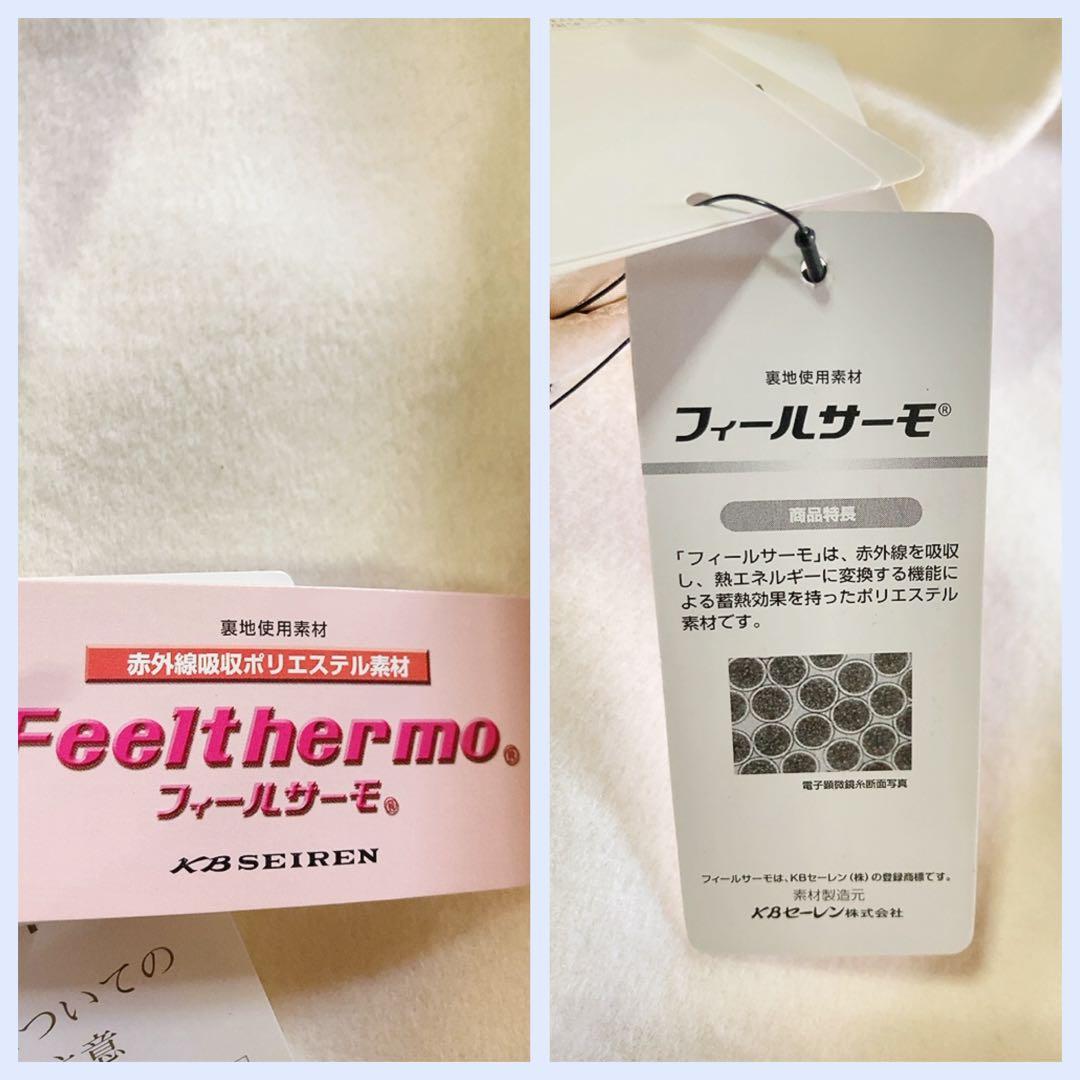 裏地使用素材
赤外線吸収ポリエステル素材
Feelthermo®
フィールサーモ®
KB SEIREN
ついての
注意
裏地使用素材
フィールサーモ®
商品特長
「フィールサーモ」は、赤外線を吸収
し、熱エネルギーに変換する機能に
よる蓄熱効果を持ったポリエステル
素材です。
電子顕微鏡糸断面写真
フィールサーモは、KBセーレン(株)の登録商標です。
素材製造元
KBセーレン株式会社